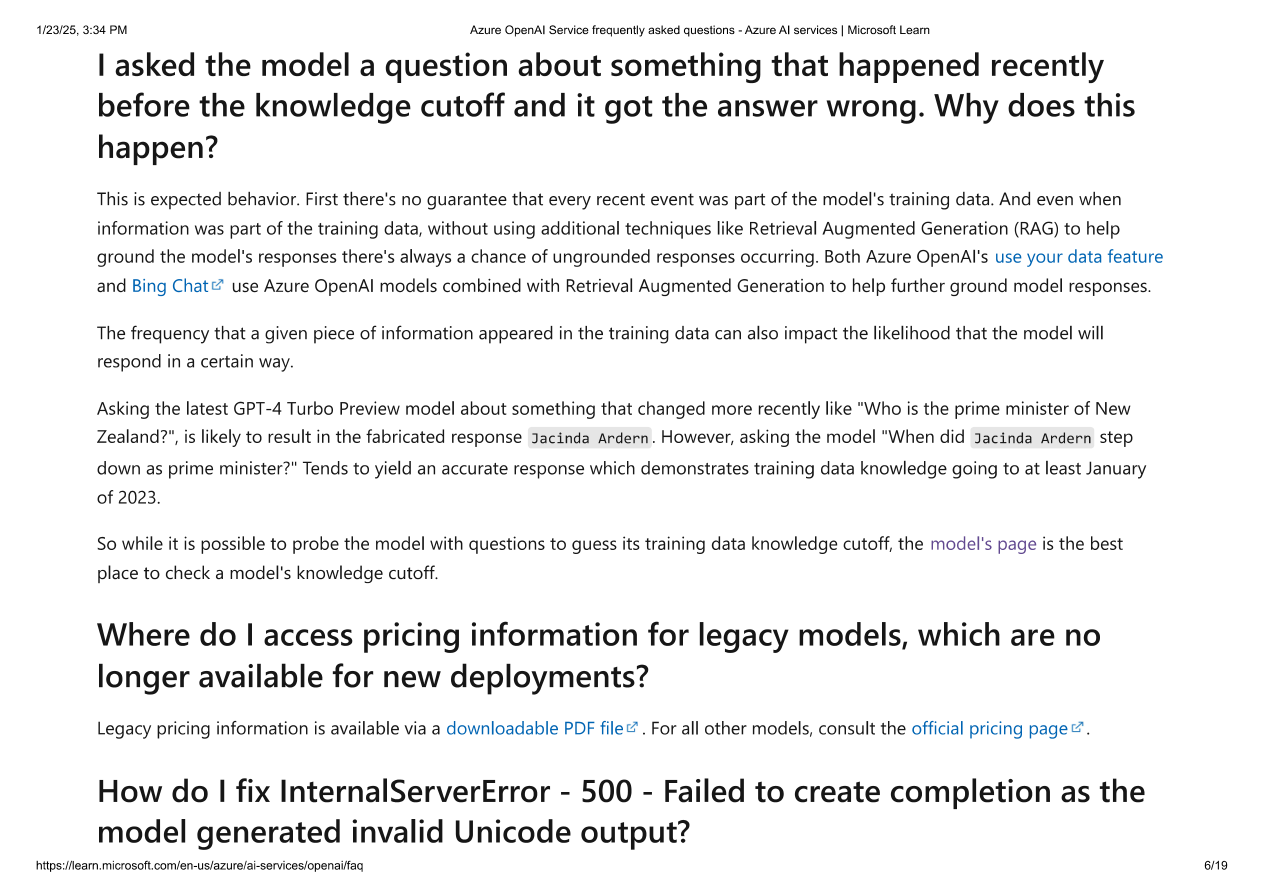 1/23/25, 3:34 PM
Azure OpenAI Service frequently asked questions - Azure AI services | Microsoft Learn
I asked the model a question about something that happened recently
before the knowledge cutoff and it got the answer wrong. Why does this
happen?
This is expected behavior. First there's no guarantee that every recent event was part of the model's training data. And even when
information was part of the training data, without using additional techniques like Retrieval Augmented Generation (RAG) to help
ground the model's responses there's always a chance of ungrounded responses occurring. Both Azure OpenAI's use your data feature
and Bing Chat use Azure OpenAI models combined with Retrieval Augmented Generation to help further ground model responses.
The frequency that a given piece of information appeared in the training data can also impact the likelihood that the model will
respond in a certain way.
Asking the latest GPT-4 Turbo Preview model about something that changed more recently like "Who is the prime minister of New
Zealand?", is likely to result in the fabricated response Jacinda Ardern. However, asking the model "When did Jacinda Ardern step
down as prime minister?" Tends to yield an accurate response which demonstrates training data knowledge going to at least January
of 2023.
So while it is possible to probe the model with questions to guess its training data knowledge cutoff, the model's page is the best
place to check a model's knowledge cutoff.
Where do I access pricing information for legacy models, which are no
longer available for new deployments?
Legacy pricing information is available via a downloadable PDF file. For all other models, consult the official pricing page.
How do I fix InternalServerError - 500 - Failed to create completion as the
model generated invalid Unicode output?
https://learn.microsoft.com/en-us/azure/ai-services/openai/faq
6/19